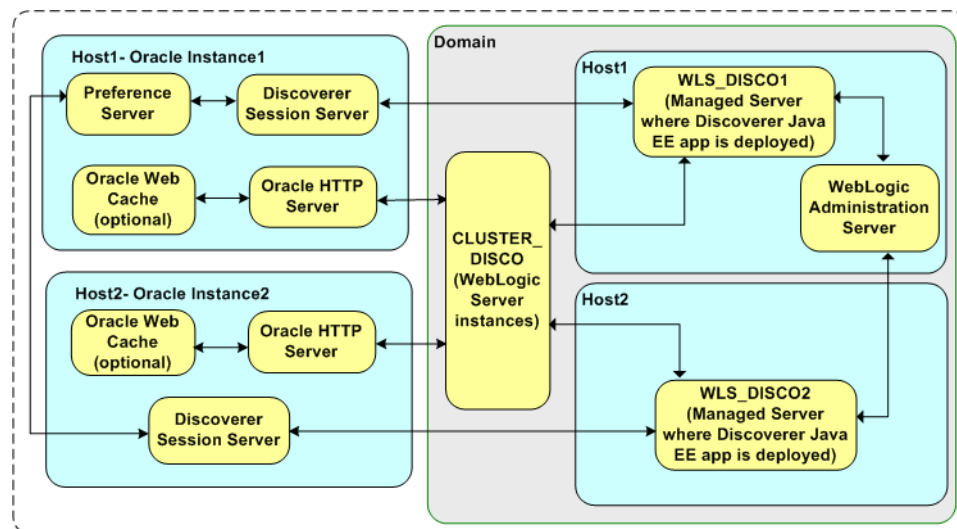 Host1- Oracle Instance1
Preference
Server
Discoverer
Session Server
Oracle Web
Cache
(optional)
Oracle HTTP
Server
Host2- Oracle Instance2
Oracle Web
Cache
(optional)
Oracle HTTP
Server
Discoverer
Session Server
Domain
CLUSTER_
DISCO
(WebLogic
Server
instances)
Host1
WLS_DISCO1
(Managed Server
where Discoverer Java
EE app is deployed)
WebLogic
Administration
Server
Host2
WLS_DISCO2
(Managed Server
where Discoverer Java
EE app is deployed)